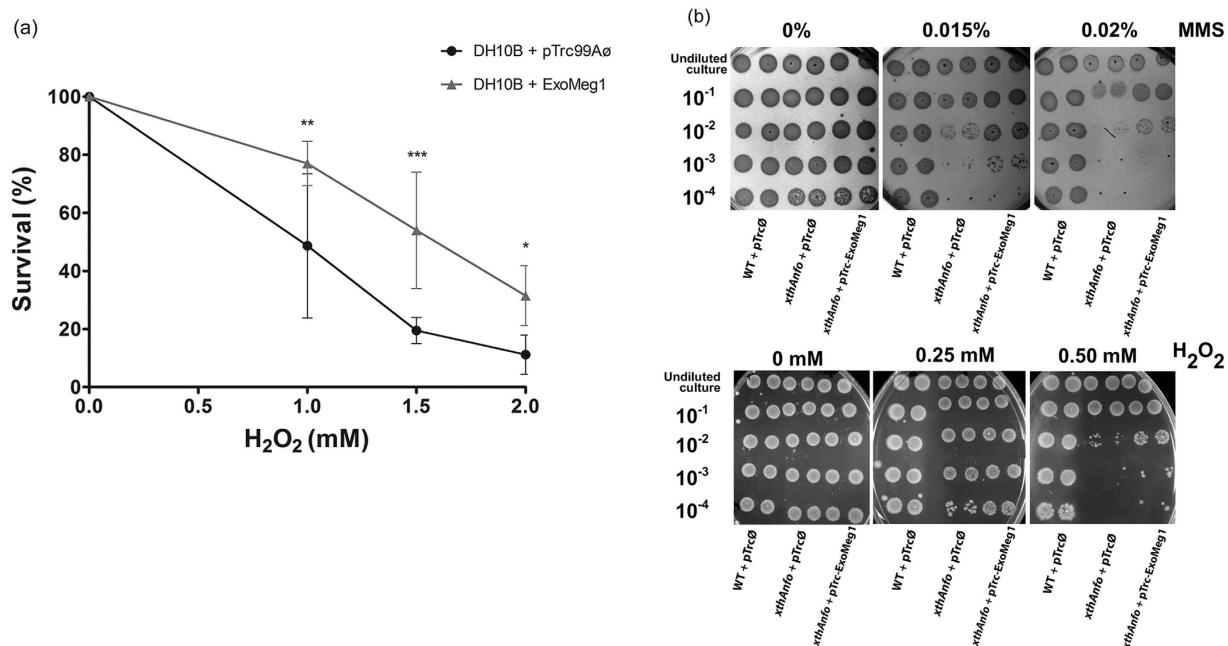 (a)
DH10B + pTrc99Aø
DH10B + ExoMeg1
Survival (%)
100
80
60
40
20
0
**
***
*
0.0 0.5 1.0 1.5 2.0
H₂O₂ (mM)
(b)
0% 0.015% 0.02% MMS
Undiluted
culture
10⁻¹
10⁻²
10⁻³
10⁻⁴
WT + pTrcØ
xthAnfo + pTrcØ
xthAnfo + pTrc-ExoMeg1
WT + pTrcØ
xthAnfo + pTrcØ
xthAnfo + pTrc-ExoMeg1
WT + pTrcØ
xthAnfo + pTrcØ
xthAnfo + pTrc-ExoMeg1
0 mM 0.25 mM 0.50 mM H₂O₂
Undiluted
culture
10⁻¹
10⁻²
10⁻³
10⁻⁴
WT + pTrcØ
xthAnfo + pTrcØ
xthAnfo + pTrc-ExoMeg1
WT + pTrcØ
xthAnfo + pTrcØ
xthAnfo + pTrc-ExoMeg1
WT + pTrcØ
xthAnfo + pTrcØ
xthAnfo + pTrc-ExoMeg1